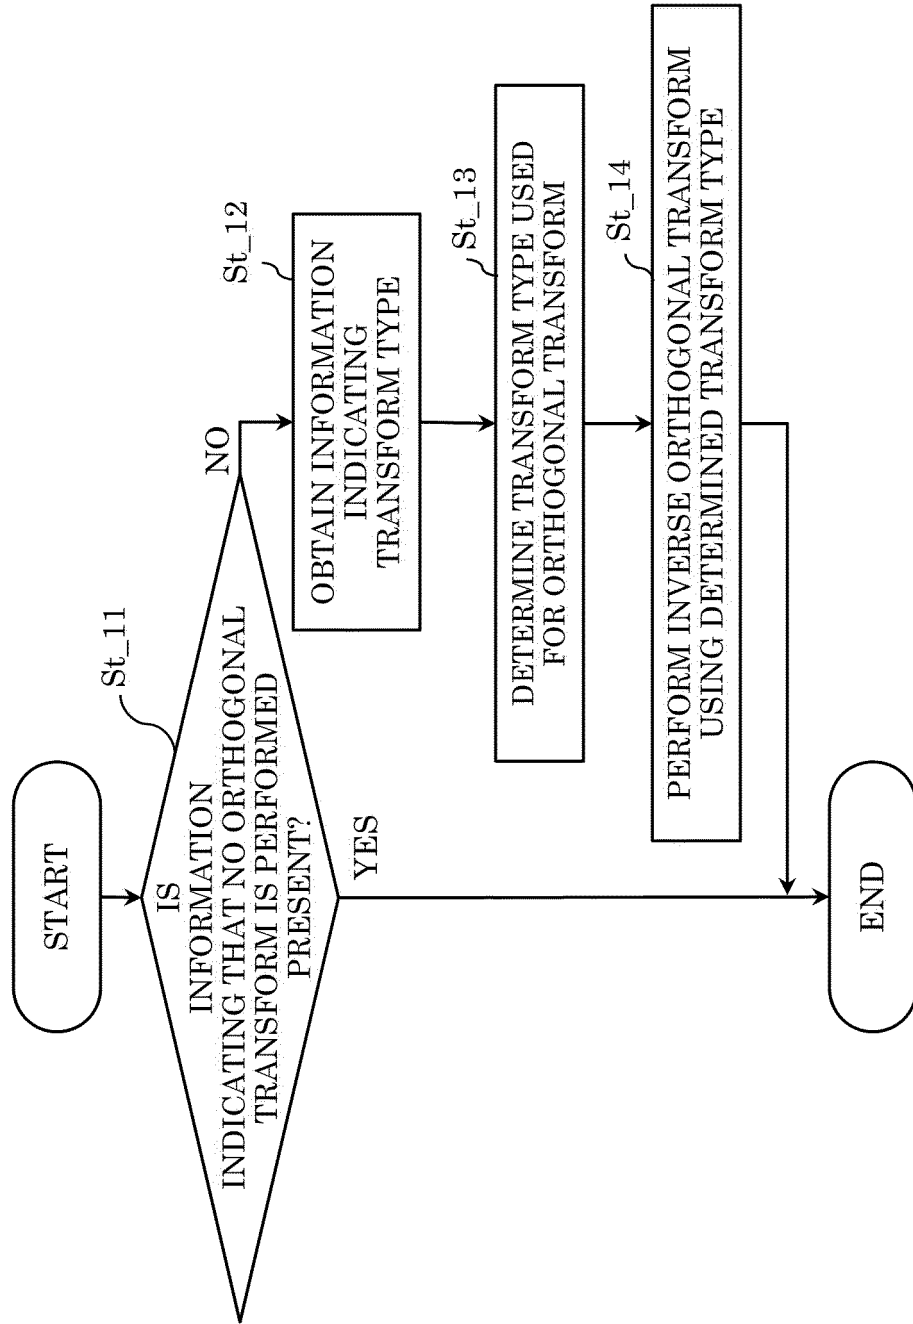 START
St_11
IS
INFORMATION
INDICATING THAT NO ORTHOGONAL
TRANSFORM IS PERFORMED
PRESENT?
NO
YES
St_12
OBTAIN INFORMATION
INDICATING
TRANSFORM TYPE
St_13
DETERMINE TRANSFORM TYPE USED
FOR ORTHOGONAL TRANSFORM
St_14
PERFORM INVERSE ORTHOGONAL TRANSFORM
USING DETERMINED TRANSFORM TYPE
END